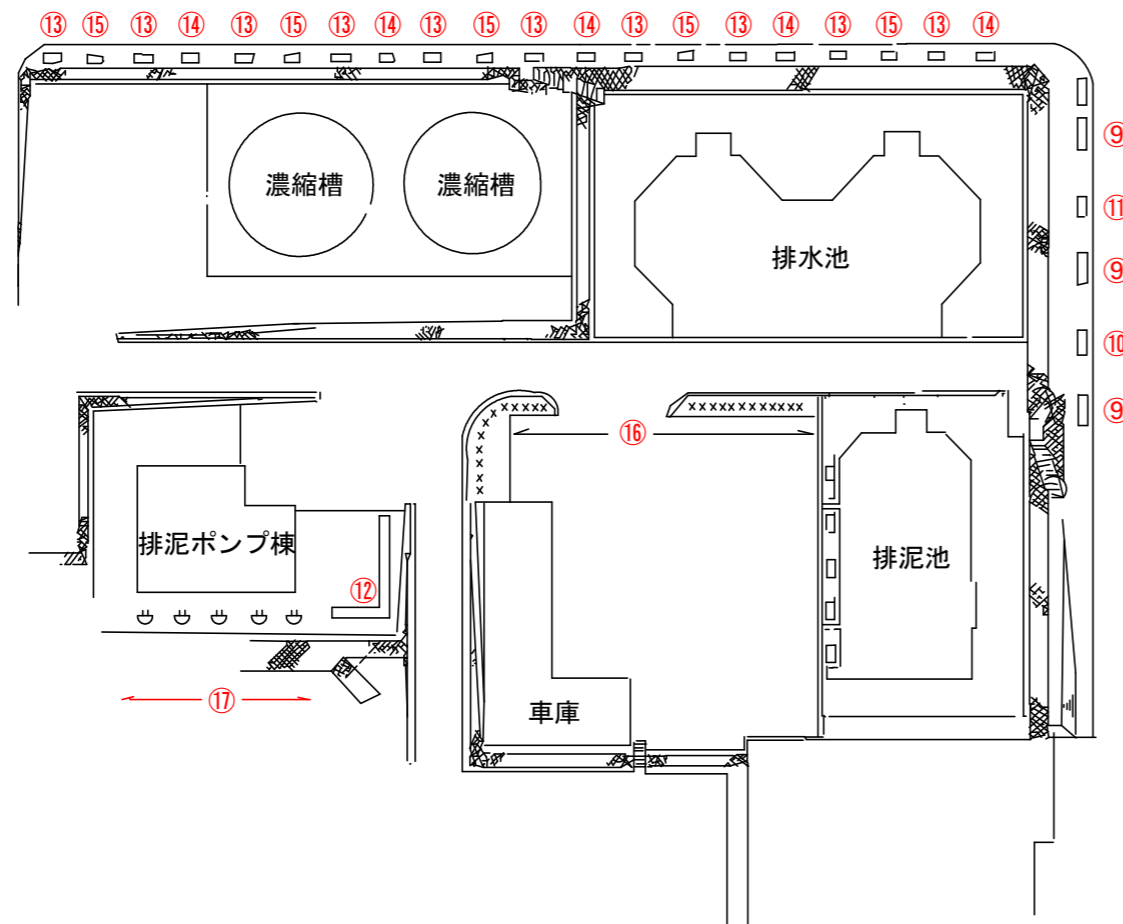 ⑬ ⑮ ⑬ ⑭ ⑬ ⑮ ⑬ ⑭ ⑬ ⑮ ⑬ ⑭ ⑬ ⑮ ⑬ ⑭ ⑬ ⑮ ⑬ ⑭
⑨
濃縮槽 濃縮槽
⑪
排水池
⑨
⑩
⑨
⑯
排泥ポンプ棟
排泥池
⑫
⑰
車庫